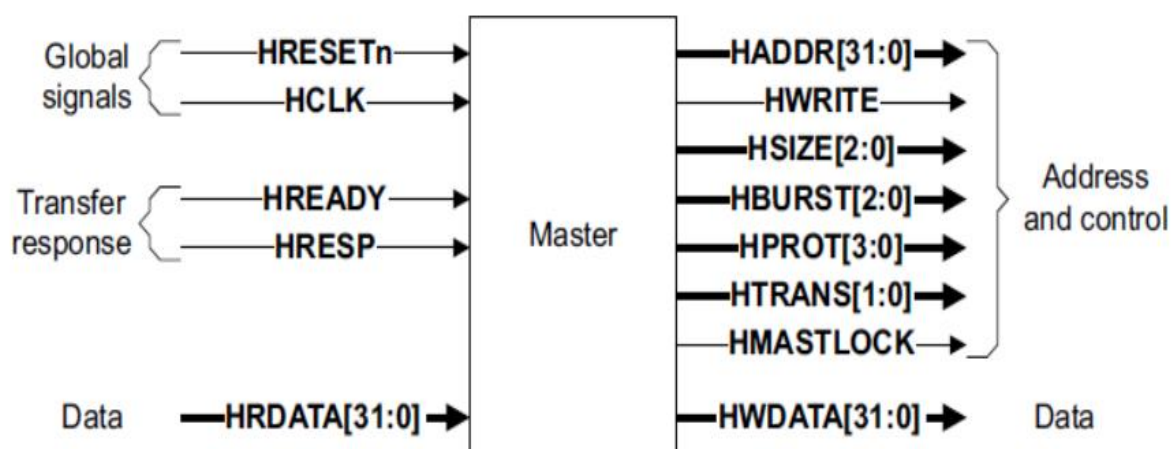 Global
signals
HRESETn
HCLK
Transfer
response
HREADY
HRESP
Data
HRDATA[31:0]
Master
HADDR[31:0]
HWRITE
HSIZE[2:0]
HBURST[2:0]
HPROT[3:0]
HTRANS[1:0]
HMASTLOCK
Address
and control
HWDATA[31:0]
Data